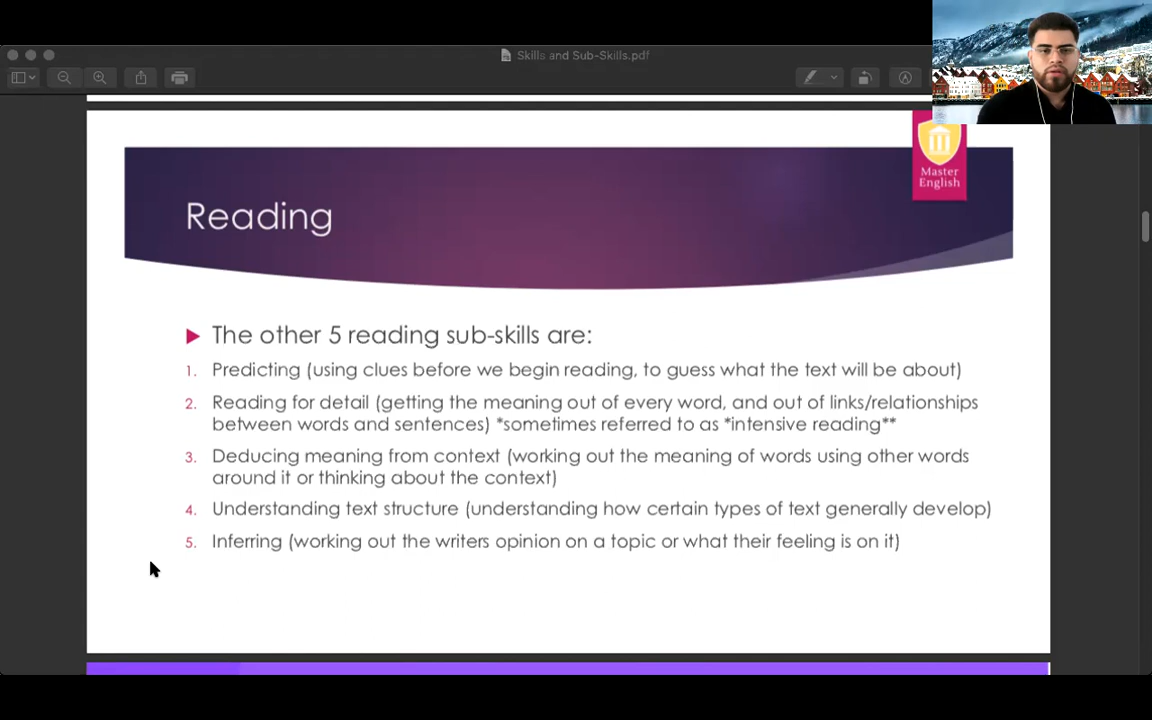 Skills and Sub-Skills.pdf
Master
English
Reading
The other 5 reading sub-skills are:
1. Predicting (using clues before we begin reading, to guess what the text will be about)
2. Reading for detail (getting the meaning out of every word, and out of links/relationships
between words and sentences) *sometimes referred to as *intensive reading**
3. Deducing meaning from context (working out the meaning of words using other words
around it or thinking about the context)
4. Understanding text structure (understanding how certain types of text generally develop)
5. Inferring (working out the writers opinion on a topic or what their feeling is on it)